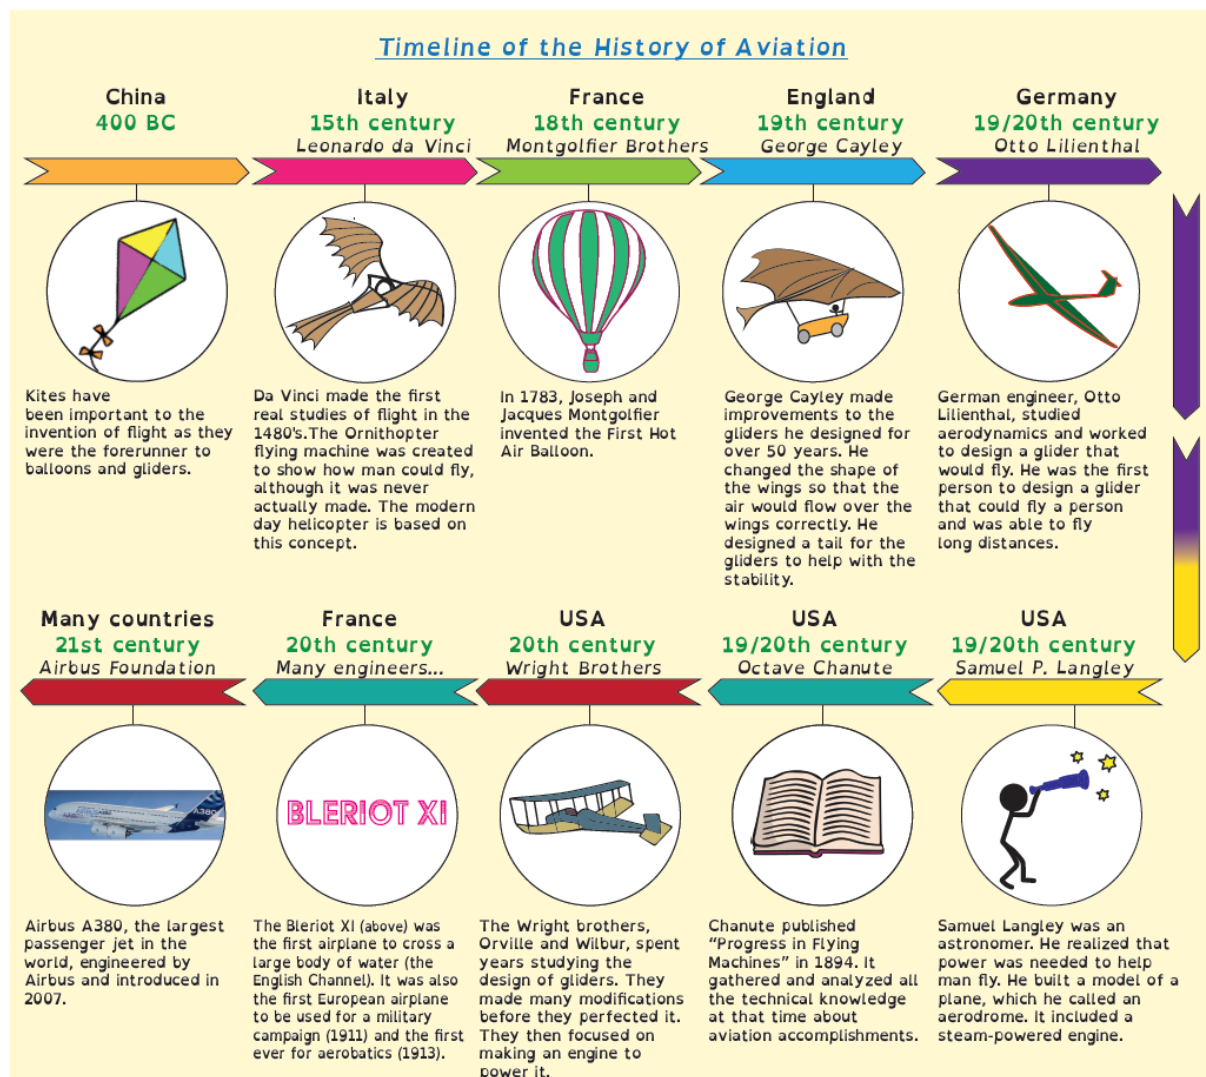 Timeline of the History of Aviation
China
400 BC
Kites have
been important to the
invention of flight as they
were the forerunner to
balloons and gliders.
Italy
15th century
Leonardo da Vinci
Da Vinci made the first
real studies of flight in the
1480's.The Ornithopter
flying machine was created
to show how man could fly,
although it was never
actually made. The modern
day helicopter is based on
this concept.
France
18th century
Montgolfier Brothers
In 1783, Joseph and
Jacques Montgolfier
invented the First Hot
Air Balloon.
England
19th century
George Cayley
George Cayley made
improvements to the
gliders he designed for
over 50 years. He
changed the shape of
the wings so that the
air would flow over the
wings correctly. He
designed a tail for the
gliders to help with the
stability.
Germany
19/20th century
Otto Lilienthal
German engineer, Otto
Lilienthal, studied
aerodynamics and worked
to design a glider that
would fly. He was the first
person to design a glider
that could fly a person
and was able to fly
long distances.
USA
19/20th century
Samuel P. Langley
Samuel Langley was an
astronomer. He realized that
power was needed to help
man fly. He built a model of a
plane, which he called an
aerodrome. It included a
steam-powered engine.
USA
19/20th century
Octave Chanute
Chanute published
“Progress in Flying
Machines” in 1894. It
gathered and analyzed all
the technical knowledge
at that time about
aviation accomplishments.
USA
20th century
Wright Brothers
The Wright brothers,
Orville and Wilbur, spent
years studying the
design of gliders. They
made many modifications
before they perfected it.
They then focused on
making an engine to
power it.
France
20th century
Many engineers...
BLERIOT XI
The Bleriot XI (above) was
the first airplane to cross a
large body of water (the
English Channel). It was also
the first European airplane
to be used for a military
campaign (1911) and the first
ever for aerobatics (1913).
Many countries
21st century
Airbus Foundation
A380
Airbus A380, the largest
passenger jet in the
world, engineered by
Airbus and introduced in
2007.